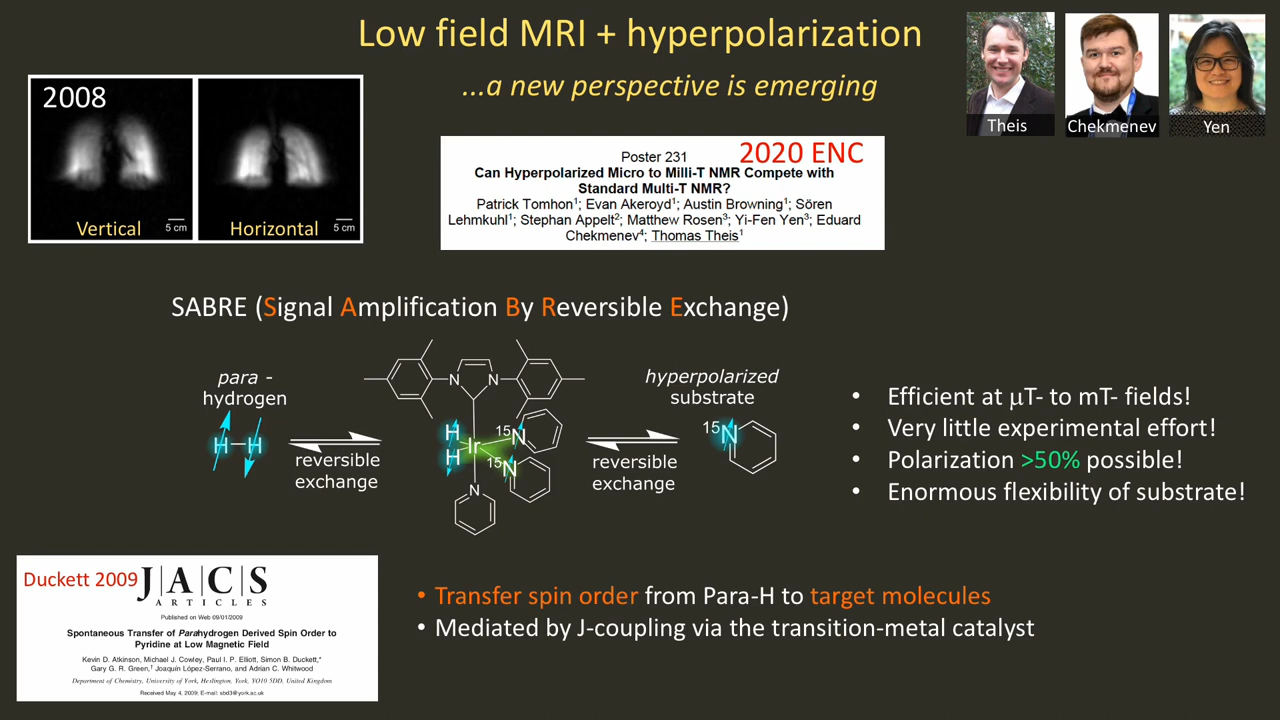 Low field MRI + hyperpolarization
...a new perspective is emerging
Theis
Chekmenev
Yen
2008
Vertical
5 cm
Horizontal
5 cm
2020 ENC
Poster 231
Can Hyperpolarized Micro to Milli-T NMR Compete with
Standard Multi-T NMR?
Patrick Tomhon¹; Evan Akeroyd¹; Austin Browning¹; Sören
Lehmkuhl¹; Stephan Appelt²; Matthew Rosen³; Yi-Fen Yen³; Eduard
Chekmenev⁴; Thomas Theis¹
SABRE (Signal Amplification By Reversible Exchange)
para -
hydrogen
H
H
reversible
exchange
N
N
H
H
Ir
15N
15N
N
reversible
exchange
hyperpolarized
substrate
15N
• Efficient at μT- to mT- fields!
• Very little experimental effort!
• Polarization >50% possible!
• Enormous flexibility of substrate!
Duckett 2009
J|A|C|S
ARTICLES
Published on Web 09/01/2009
Spontaneous Transfer of Parahydrogen Derived Spin Order to
Pyridine at Low Magnetic Field
Kevin D. Atkinson, Michael J. Cowley, Paul I. P. Elliott, Simon B. Duckett,*
Gary G. R. Green,† Joaquín López-Serrano, and Adrian C. Whitwood
Department of Chemistry, University of York, Heslington, York, YO10 5DD, United Kingdom
Received May 4, 2009; E-mail: sbd3@york.ac.uk
• Transfer spin order from Para-H to target molecules
• Mediated by J-coupling via the transition-metal catalyst